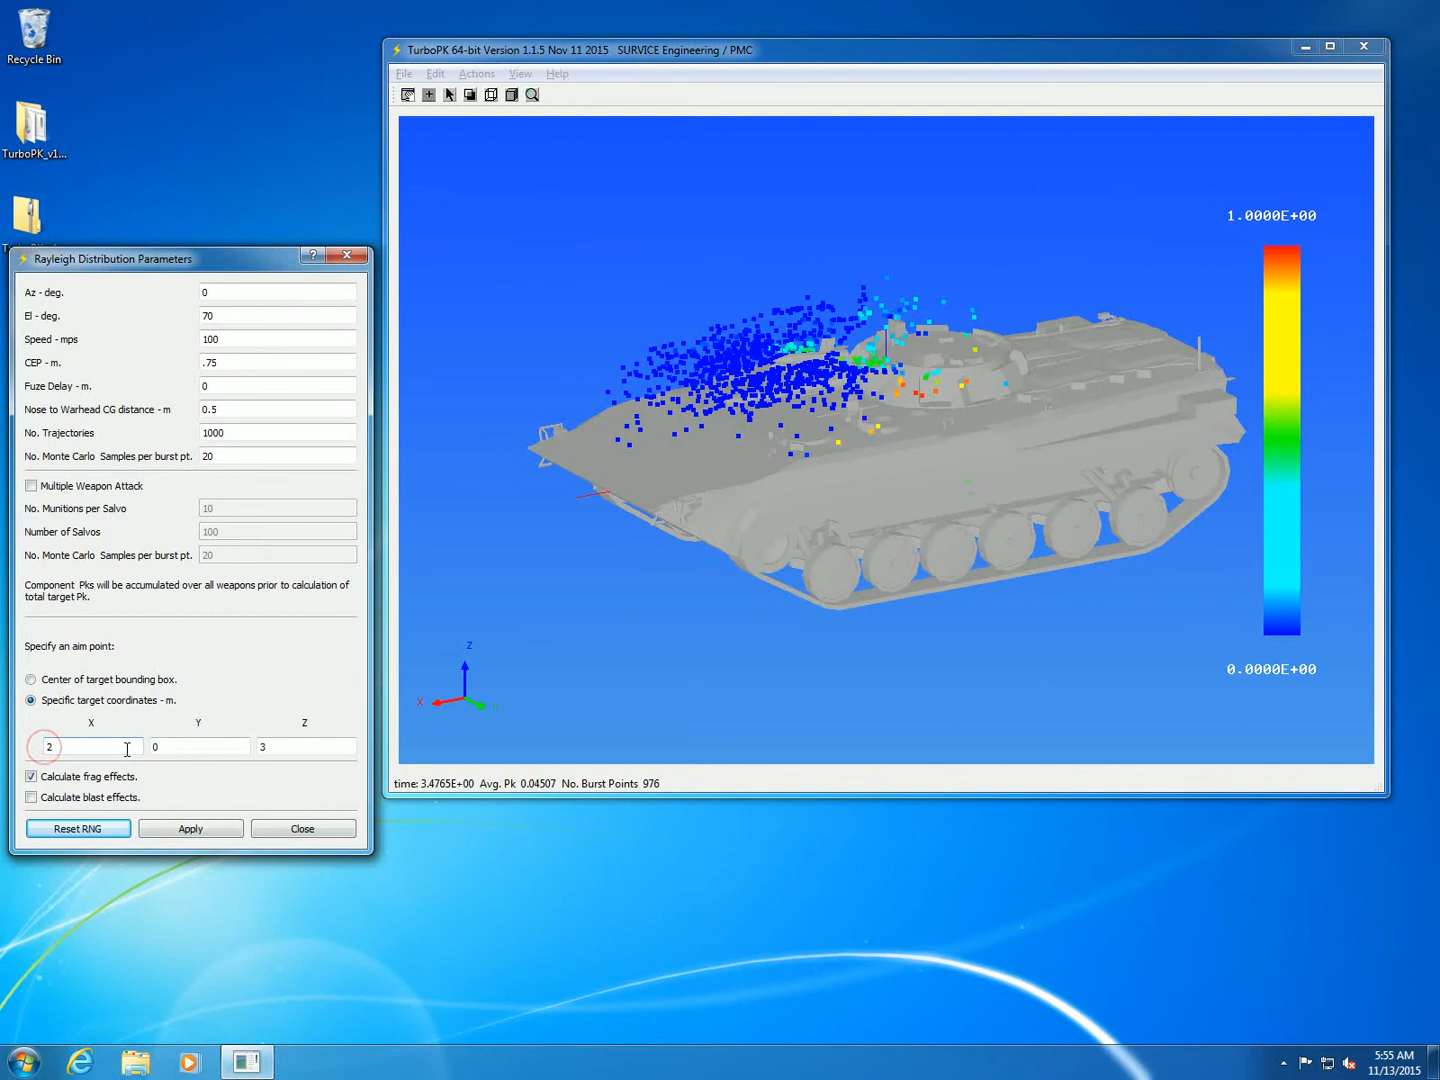 Recycle Bin
TurboPK_v1...
Rayleigh Distribution Parameters
Az - deg. 0
El - deg. 70
Speed - mps 100
CEP - m. .75
Fuze Delay - m. 0
Nose to Warhead CG distance - m 0.5
No. Trajectories 1000
No. Monte Carlo Samples per burst pt. 20
Multiple Weapon Attack
No. Munitions per Salvo 10
Number of Salvos 100
No. Monte Carlo Samples per burst pt. 20
Component Pks will be accumulated over all weapons prior to calculation of
total target Pk.
Specify an aim point:
Center of target bounding box.
Specific target coordinates - m.
X Y Z
2 0 3
Calculate frag effects.
Calculate blast effects.
Reset RNG Apply Close
TurboPK 64-bit Version 1.1.5 Nov 11 2015 SURVICE Engineering / PMC
File Edit Actions View Help
1.0000E+00
0.0000E+00
Z
X
time: 3.4765E+00 Avg. Pk 0.04507 No. Burst Points 976
5:55 AM
11/13/2015